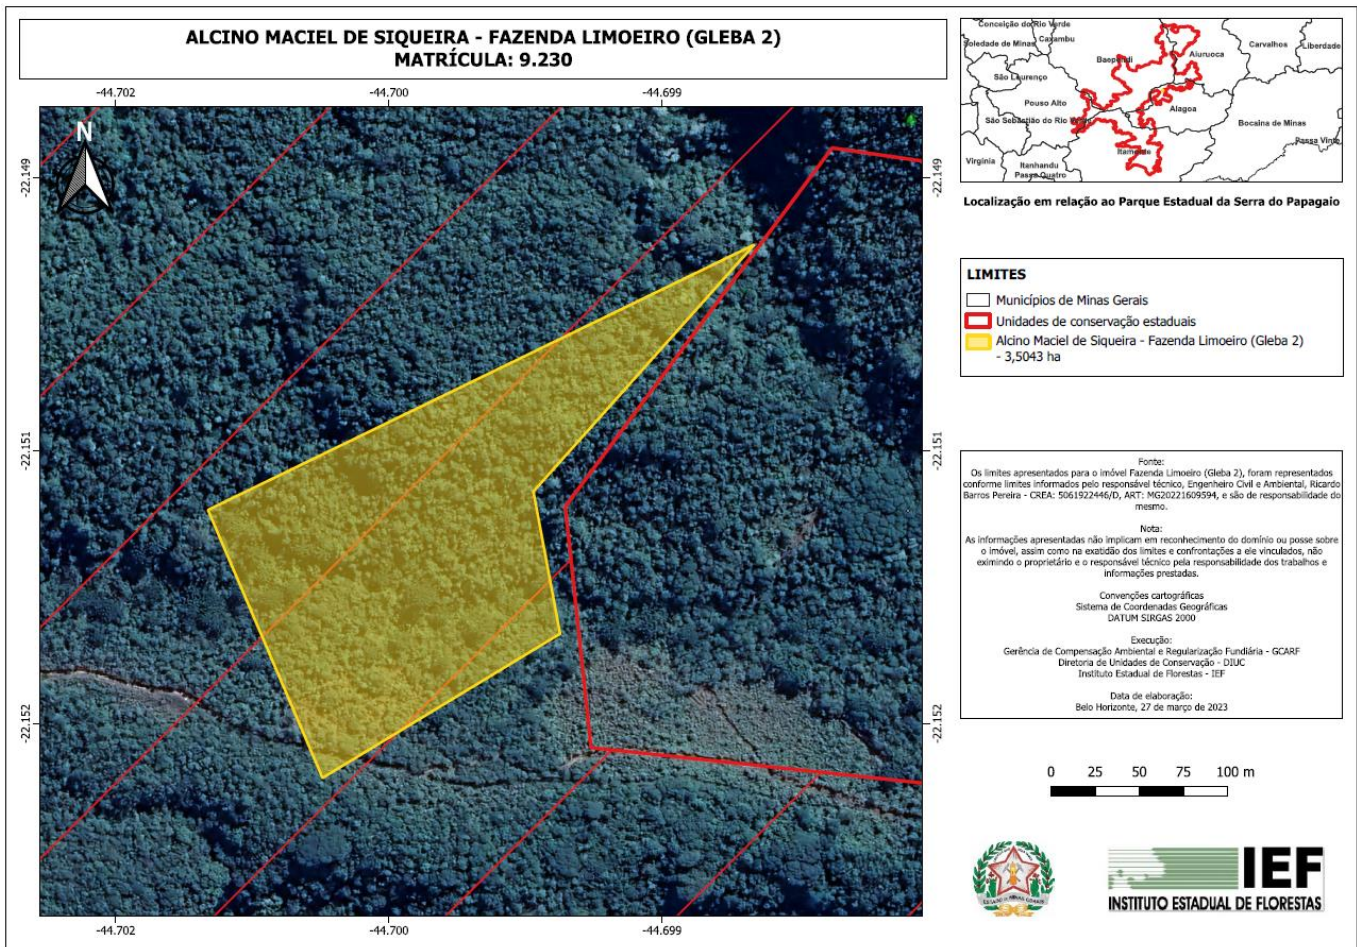 ALCINO MACIEL DE SIQUEIRA - FAZENDA LIMOEIRO (GLEBA 2)
MATRÍCULA: 9.230
-44.702
-44.700
-44.699
N
-22.149
-22.151
-22.152
-22.149
-22.151
-22.152
-44.702
-44.700
-44.699
Conceição do Rio Verde
Caxambu
Soledade de Minas
Baependi
Aiuruoca
Carvalhos
Liberdade
São Lourenço
Pouso Alto
Alagoa
São Sebastião do Rio Verde
Bocaina de Minas
Passa Vinte
Itamonte
Virgínia
Itanhandu
Passa Quatro
Localização em relação ao Parque Estadual da Serra do Papagaio
LIMITES
Municípios de Minas Gerais
Unidades de conservação estaduais
Alcino Maciel de Siqueira - Fazenda Limoeiro (Gleba 2)
- 3,5043 ha
Fonte:
Os limites apresentados para o imóvel Fazenda Limoeiro (Gleba 2), foram representados
conforme limites informados pelo responsável técnico, Engenheiro Civil e Ambiental, Ricardo
Barros Pereira - CREA: 5061922446/D, ART: MG20221609594, e são de responsabilidade do
mesmo.
Nota:
As informações apresentadas não implicam em reconhecimento do domínio ou posse sobre
o imóvel, assim como na exatidão dos limites e confrontações a ele vinculados, não
eximindo o proprietário e o responsável técnico pela responsabilidade dos trabalhos e
informações prestadas.
Convenções cartográficas
Sistema de Coordenadas Geográficas
DATUM SIRGAS 2000
Execução:
Gerência de Compensação Ambiental e Regularização Fundiária - GCARF
Diretoria de Unidades de Conservação - DIUC
Instituto Estadual de Florestas - IEF
Data de elaboração:
Belo Horizonte, 27 de março de 2023
0 25 50 75 100 m
IEF
INSTITUTO ESTADUAL DE FLORESTAS